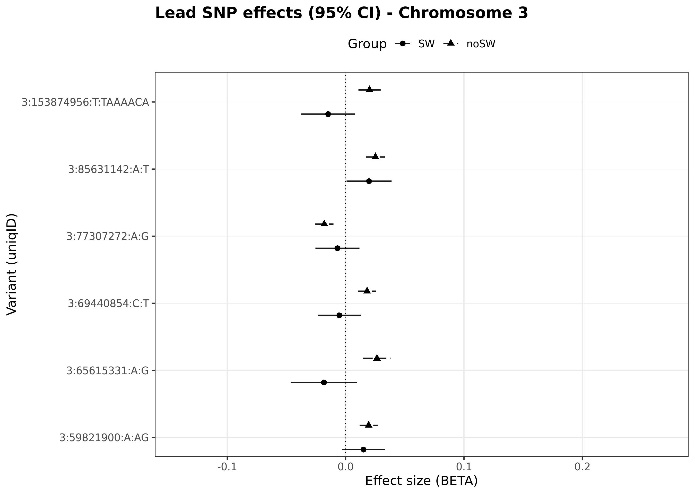 Lead SNP effects (95% CI) - Chromosome 3
Group SW noSW
Variant (uniqID)
3:153874956:T:TAAAACA
3:85631142:A:T
3:77307272:A:G
3:69440854:C:T
3:65615331:A:G
3:59821900:A:AG
-0.1 0.0 0.1 0.2
Effect size (BETA)